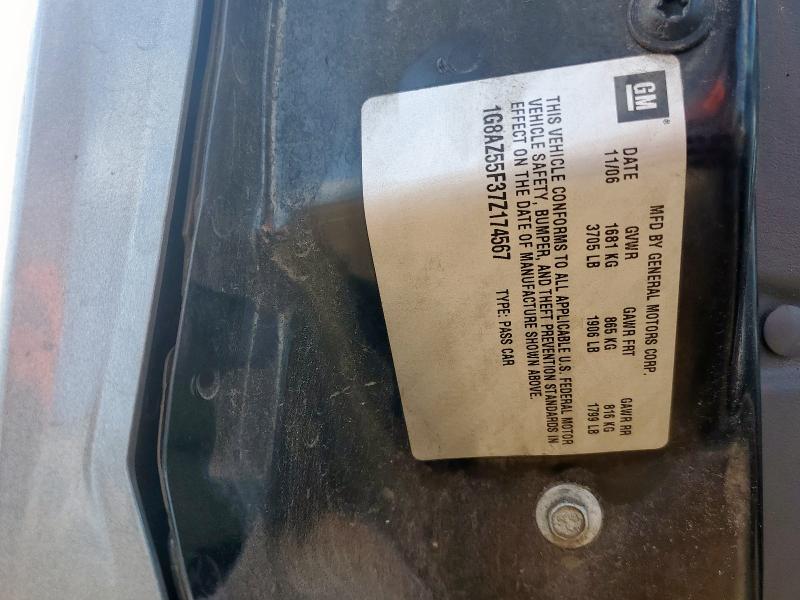 GM ®
MFD BY GENERAL MOTORS CORP.
DATE GVWR GAWR FRT GAWR RR
11/06 1681 KG 865 KG 816 KG
3705 LB 1906 LB 1799 LB
THIS VEHICLE CONFORMS TO ALL APPLICABLE U.S. FEDERAL MOTOR
VEHICLE SAFETY, BUMPER, AND THEFT PREVENTION STANDARDS IN
EFFECT ON THE DATE OF MANUFACTURE SHOWN ABOVE.
1G8AZ55F37Z174567 TYPE: PASS CAR